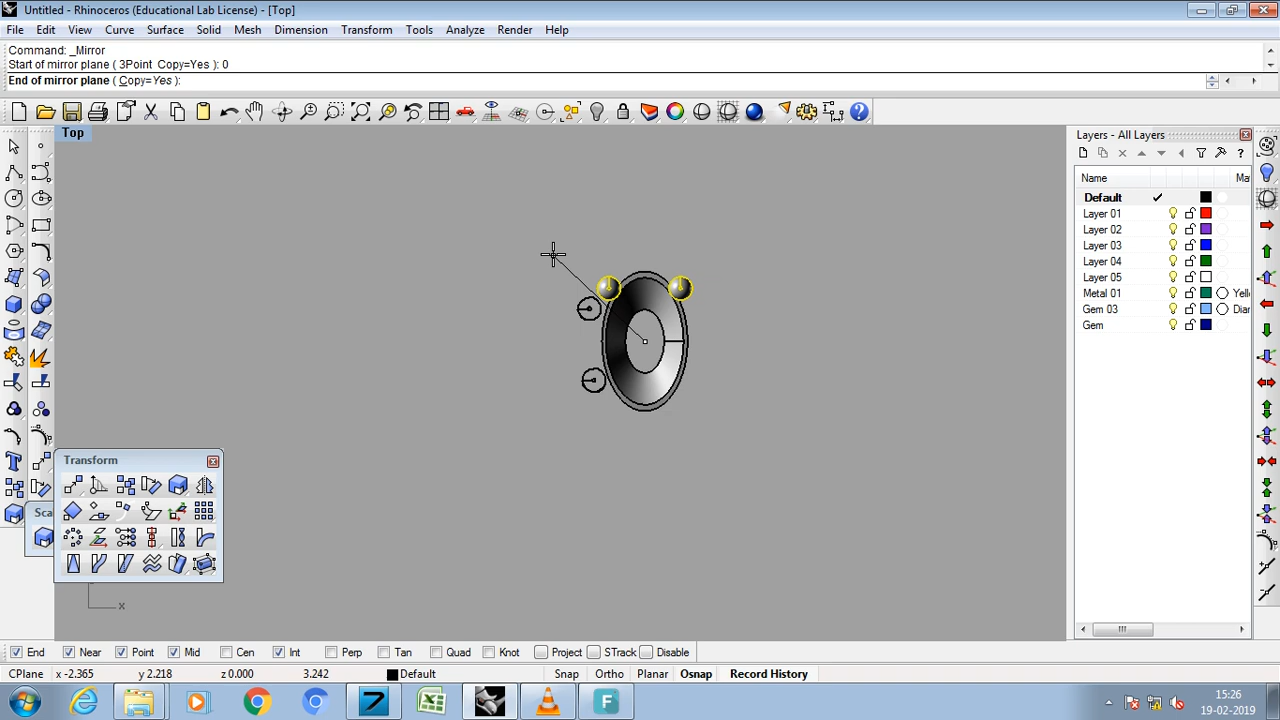 Untitled - Rhinoceros (Educational Lab License) - [Top]
File Edit View Curve Surface Solid Mesh Dimension Transform Tools Analyze Render Help
Command: _Mirror
Start of mirror plane ( 3Point Copy=Yes ): 0
End of mirror plane ( Copy=Yes ):
Top
Layers - All Layers
Name Ma
Default
Layer 01
Layer 02
Layer 03
Layer 04
Layer 05
Metal 01 Yell
Gem 03 Diar
Gem
Transform
Sca
x
End Near Point Mid Cen Int Perp Tan Quad Knot Project STrack Disable
CPlane x -2.365 y 2.218 z 0.000 3.242 Default Snap Ortho Planar Osnap Record History
15:26
19-02-2019